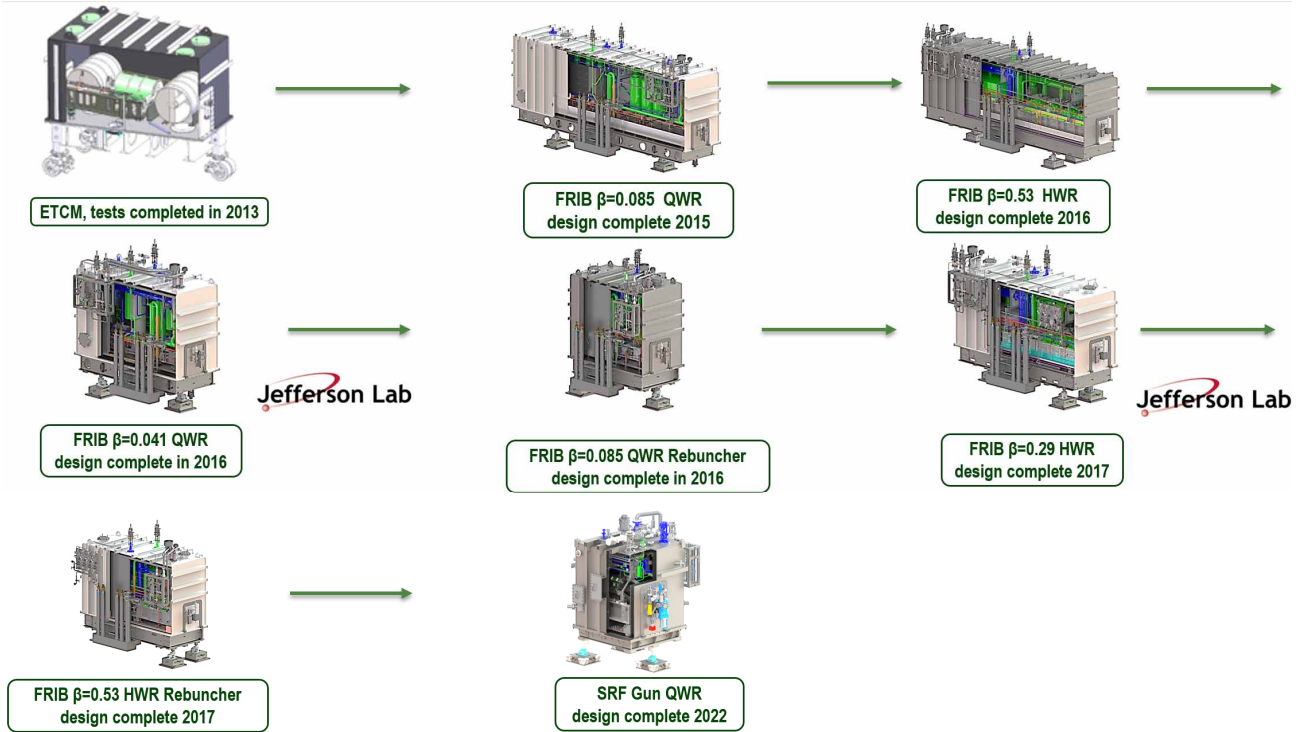 ETCM, tests completed in 2013
FRIB β=0.085 QWR
design complete 2015
FRIB β=0.53 HWR
design complete 2016
Jefferson Lab
Jefferson Lab
FRIB β=0.041 QWR
design complete in 2016
FRIB β=0.085 QWR Rebuncher
design complete in 2016
FRIB β=0.29 HWR
design complete 2017
FRIB β=0.53 HWR Rebuncher
design complete 2017
SRF Gun QWR
design complete 2022